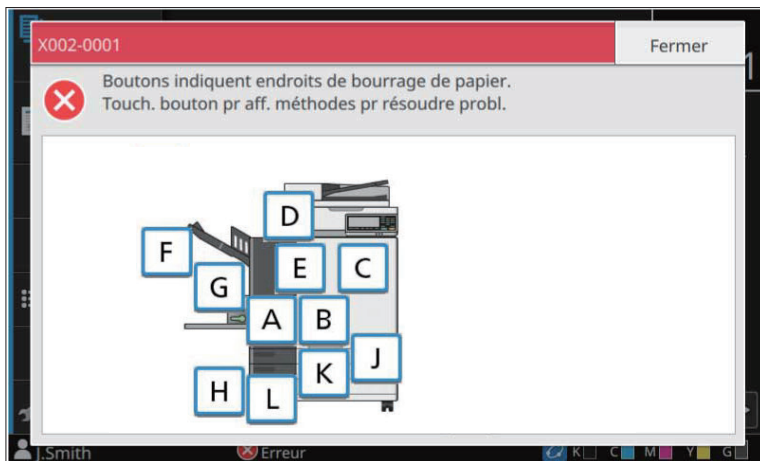 X002-0001
Fermer
Boutons indiquent endroits de bourrage de papier.
Touch. bouton pr aff. méthodes pr résoudre probl.
D
F
E
C
G
A
B
J
K
H
L
J.Smith
Erreur
K
C
M
Y
G